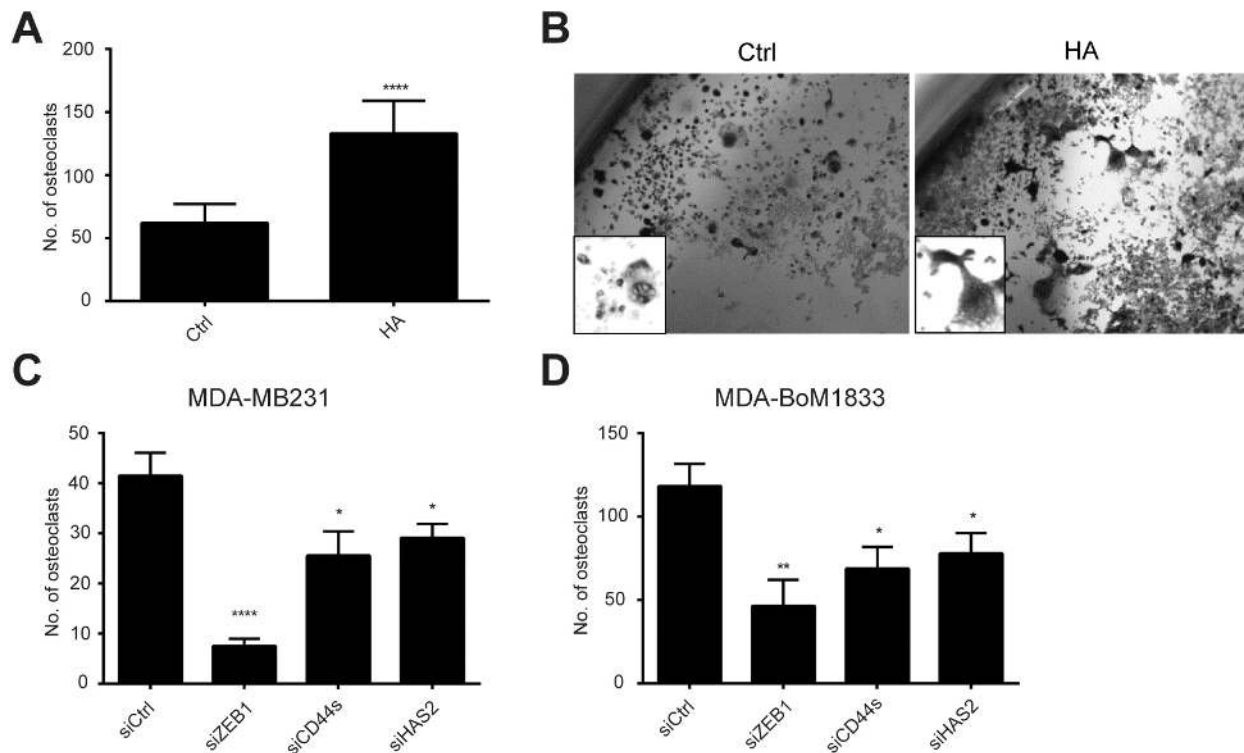 A
No. of osteoclasts
200
150
100
50
0
****
Ctrl
HA
B
Ctrl
HA
C
MDA-MB231
No. of osteoclasts
50
40
30
20
10
0
****
*
*
siCtrl
siZEB1
siCD44s
siHAS2
D
MDA-BoM1833
No. of osteoclasts
150
100
50
0
**
*
*
siCtrl
siZEB1
siCD44s
siHAS2